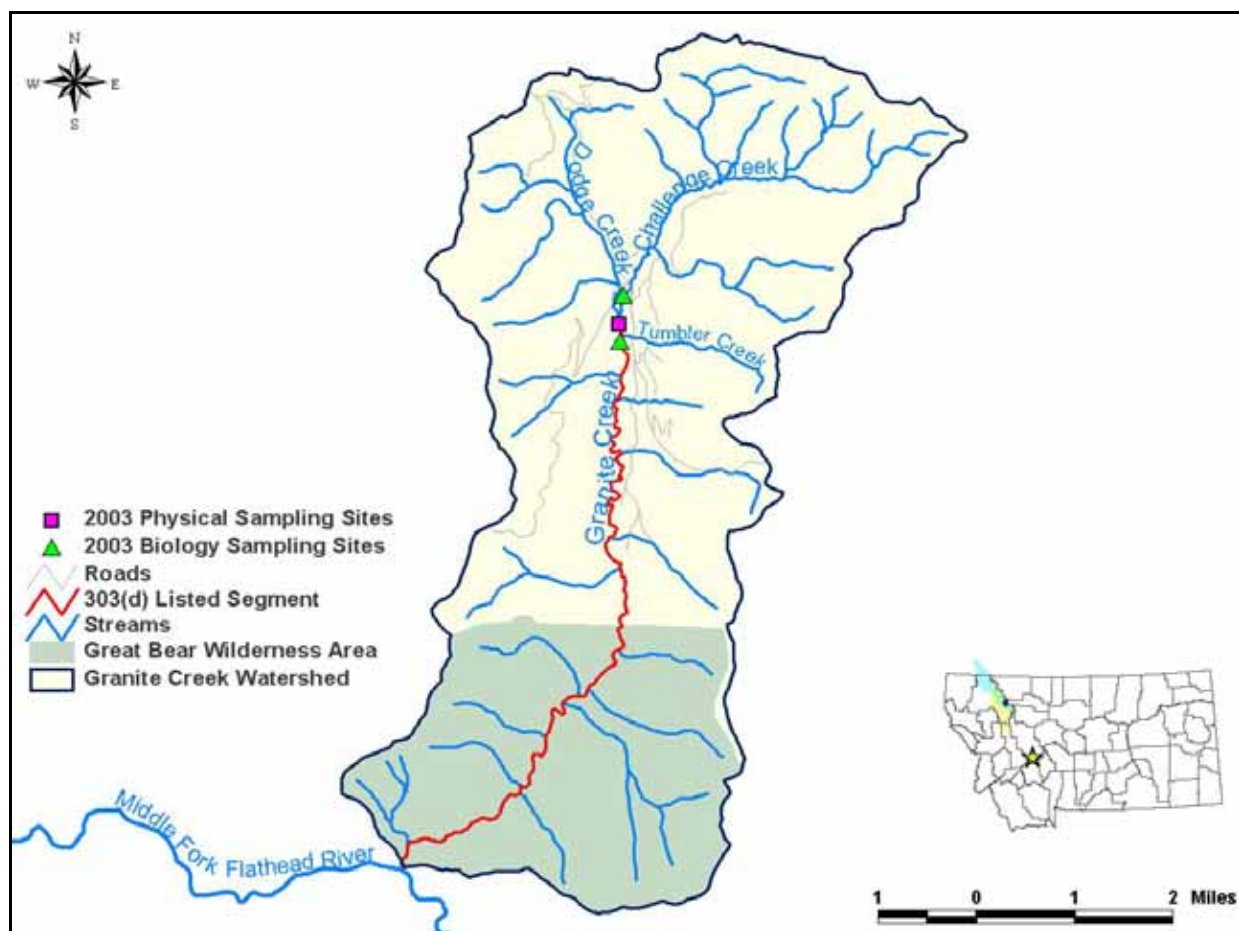 N
W E
S
Dodge Creek
Challenge Creek
Tumbler Creek
Granite Creek
2003 Physical Sampling Sites
2003 Biology Sampling Sites
Roads
303(d) Listed Segment
Streams
Great Bear Wilderness Area
Granite Creek Watershed
Middle Fork Flathead River
1 0 1 2 Miles